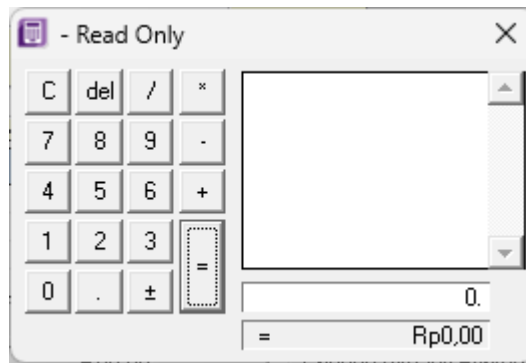 - Read Only
C del / *
7 8 9 -
4 5 6 +
1 2 3
=
0 . ±
0.
= Rp0,00